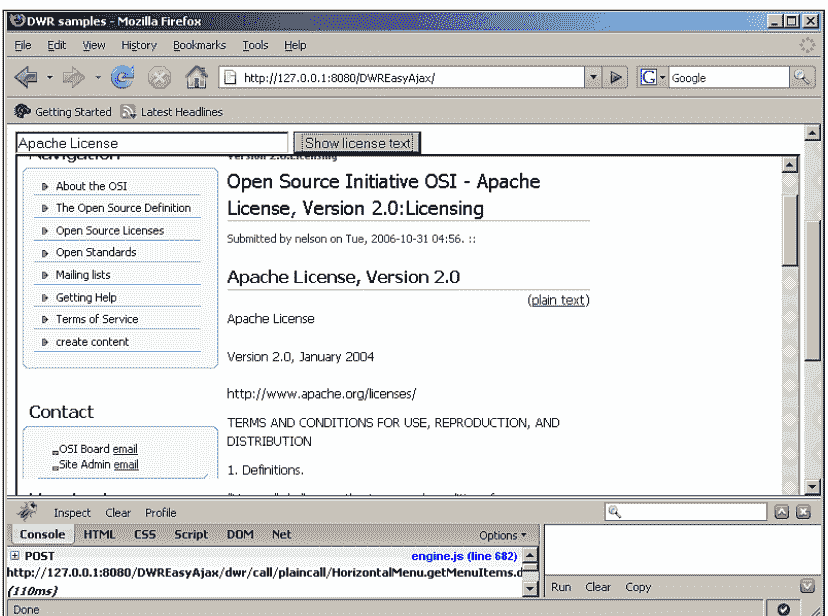 DWR samples - Mozilla Firefox
File Edit View History Bookmarks Tools Help
http://127.0.0.1:8080/DWREasyAjax/
G Google
Getting Started Latest Headlines
Apache License Show license text
Navigation
Version 2.0:Licensing
About the OSI
The Open Source Definition
Open Source Licenses
Open Standards
Mailing lists
Getting Help
Terms of Service
create content
Contact
OSI Board email
Site Admin email
Open Source Initiative OSI - Apache
License, Version 2.0:Licensing
Submitted by nelson on Tue, 2006-10-31 04:56. ::
Apache License, Version 2.0
(plain text)
Apache License
Version 2.0, January 2004
http://www.apache.org/licenses/
TERMS AND CONDITIONS FOR USE, REPRODUCTION, AND
DISTRIBUTION
1. Definitions.
Inspect Clear Profile
Console HTML CSS Script DOM Net Options
POST engine.js (line 682)
http://127.0.0.1:8080/DWREasyAjax/dwr/call/plaincall/HorizontalMenu.getMenuItems.d
(110ms)
Run Clear Copy
Done